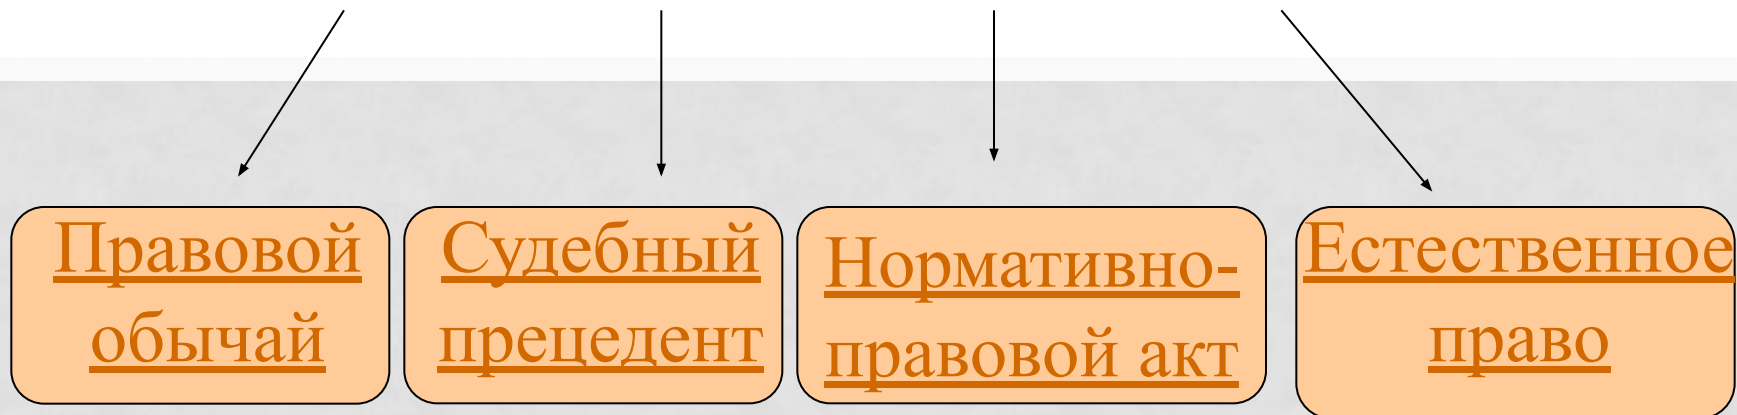 Правовой
обычай
Судебный
прецедент
Нормативно-
правовой акт
Естественное
право